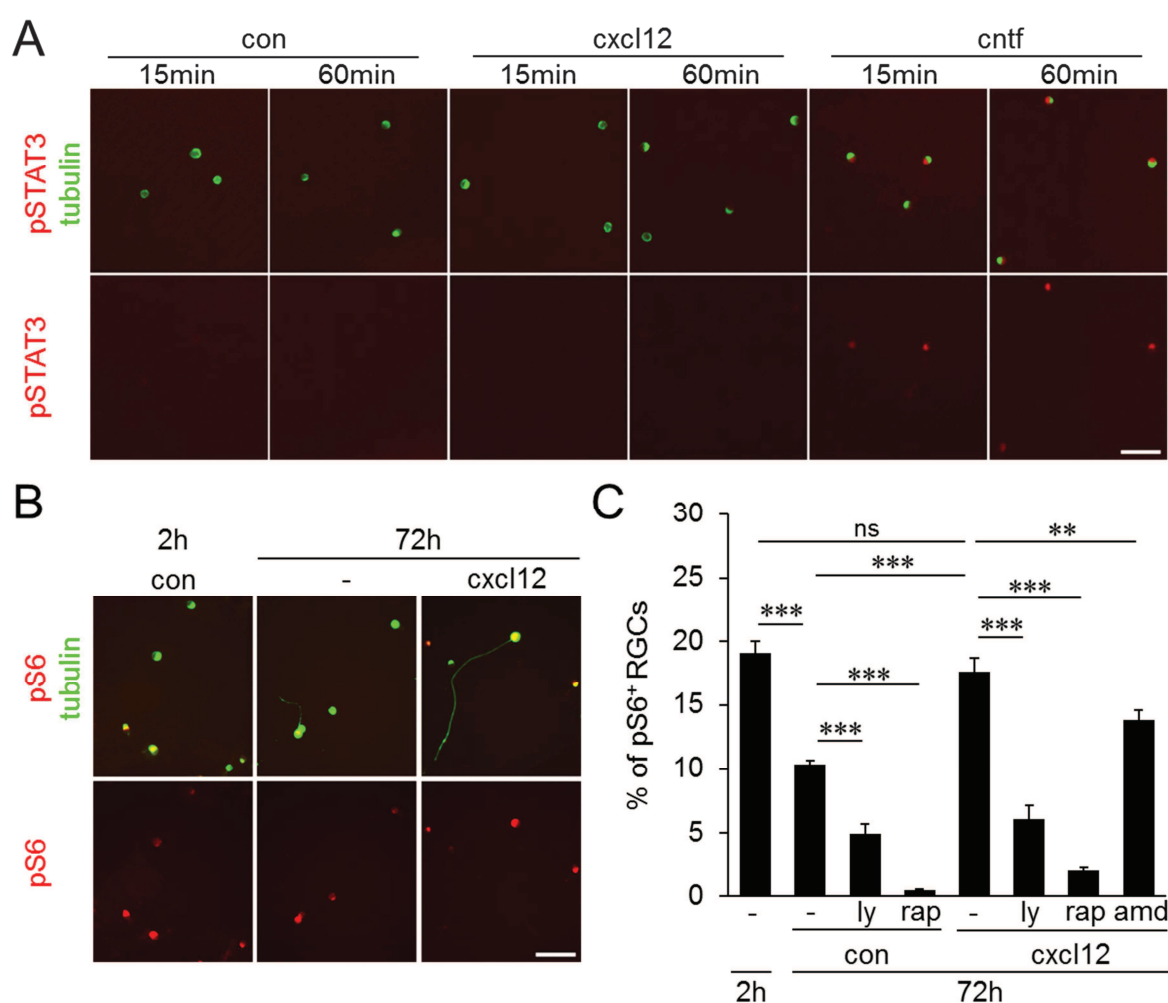 A
con cxcl12 cntf
15min 60min 15min 60min 15min 60min
pSTAT3
tubulin
pSTAT3
B
2h 72h
con - cxcl12
pS6
tubulin
pS6
C
% of pS6+ RGCs
30
25
20
15
10
5
0
ns **
***
***
*** ***
***
***
- - ly rap - ly rap amd
con cxcl12
2h 72h